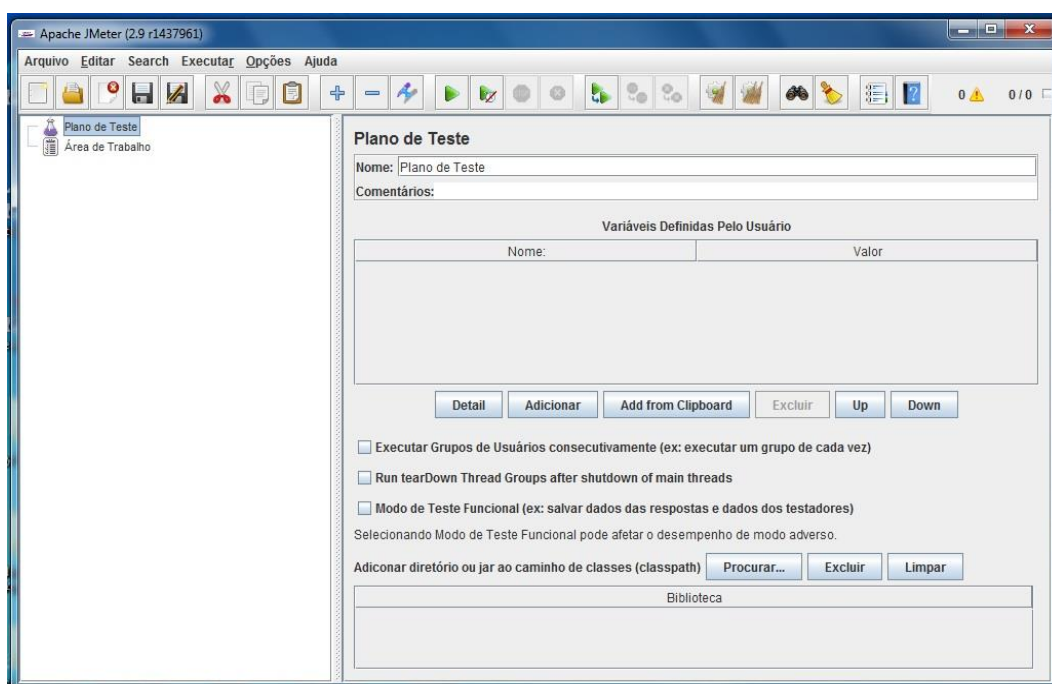 Apache JMeter (2.9 r1437961)
Arquivo Editar Search Executar Opções Ajuda
0 0 / 0
Plano de Teste
Área de Trabalho
Plano de Teste
Nome: Plano de Teste
Comentários:
Variáveis Definidas Pelo Usuário
Nome: Valor
Detail Adicionar Add from Clipboard Excluir Up Down
Executar Grupos de Usuários consecutivamente (ex: executar um grupo de cada vez)
Run tearDown Thread Groups after shutdown of main threads
Modo de Teste Funcional (ex: salvar dados das respostas e dados dos testadores)
Selecionando Modo de Teste Funcional pode afetar o desempenho de modo adverso.
Adiconar diretório ou jar ao caminho de classes (classpath) Procurar... Excluir Limpar
Biblioteca